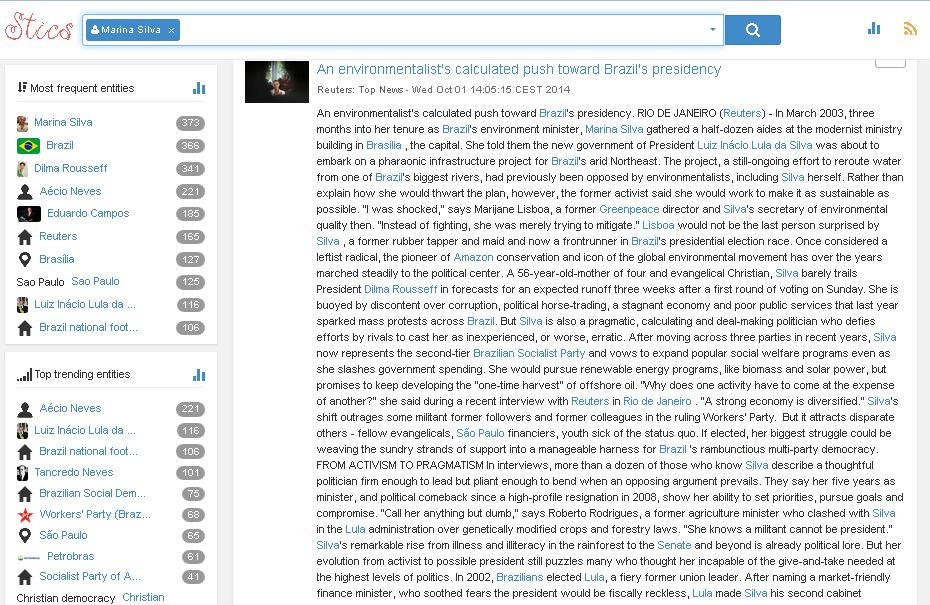 Stics
Marina Silva ×
Most frequent entities
Marina Silva 373
Brazil 366
Dilma Rousseff 341
Aécio Neves 221
Eduardo Campos 185
Reuters 165
Brasília 127
Sao Paulo Sao Paulo 125
Luiz Inácio Lula da ... 116
Brazil national foot... 106
Top trending entities
Aécio Neves 221
Luiz Inácio Lula da ... 116
Brazil national foot... 106
Tancredo Neves 101
Brazilian Social Dem... 75
Workers' Party (Braz... 68
São Paulo 65
Petrobras 61
Socialist Party of A... 41
Christian democracy Christian
An environmentalist's calculated push toward Brazil's presidency
Reuters: Top News - Wed Oct 01 14:05:15 CEST 2014
An environmentalist's calculated push toward Brazil's presidency. RIO DE JANEIRO (Reuters) - In March 2003, three
months into her tenure as Brazil's environment minister, Marina Silva gathered a half-dozen aides at the modernist ministry
building in Brasilia , the capital. She told them the new government of President Luiz Inácio Lula da Silva was about to
embark on a pharaonic infrastructure project for Brazil's arid Northeast. The project, a still-ongoing effort to reroute water
from one of Brazil's biggest rivers, had previously been opposed by environmentalists, including Silva herself. Rather than
explain how she would thwart the plan, however, the former activist said she would work to make it as sustainable as
possible. "I was shocked," says Marijane Lisboa, a former Greenpeace director and Silva's secretary of environmental
quality then. "Instead of fighting, she was merely trying to mitigate." Lisboa would not be the last person surprised by
Silva , a former rubber tapper and maid and now a frontrunner in Brazil's presidential election race. Once considered a
leftist radical, the pioneer of Amazon conservation and icon of the global environmental movement has over the years
marched steadily to the political center. A 56-year-old-mother of four and evangelical Christian, Silva barely trails
President Dilma Rousseff in forecasts for an expected runoff three weeks after a first round of voting on Sunday. She is
buoyed by discontent over corruption, political horse-trading, a stagnant economy and poor public services that last year
sparked mass protests across Brazil. But Silva is also a pragmatic, calculating and deal-making politician who defies
efforts by rivals to cast her as inexperienced, or worse, erratic. After moving across three parties in recent years, Silva
now represents the second-tier Brazilian Socialist Party and vows to expand popular social welfare programs even as
she slashes government spending. She would pursue renewable energy programs, like biomass and solar power, but
promises to keep developing the "one-time harvest" of offshore oil. "Why does one activity have to come at the expense
of another?" she said during a recent interview with Reuters in Rio de Janeiro . "A strong economy is diversified." Silva's
shift outrages some militant former followers and former colleagues in the ruling Workers' Party. But it attracts disparate
others - fellow evangelicals, São Paulo financiers, youth sick of the status quo. If elected, her biggest struggle could be
weaving the sundry strands of support into a manageable harness for Brazil 's rambunctious multi-party democracy.
FROM ACTIVISM TO PRAGMATISM In interviews, more than a dozen of those who know Silva describe a thoughtful
politician firm enough to lead but pliant enough to bend when an opposing argument prevails. They say her five years as
minister, and political comeback since a high-profile resignation in 2008, show her ability to set priorities, pursue goals and
compromise. "Call her anything but dumb," says Roberto Rodrigues, a former agriculture minister who clashed with Silva
in the Lula administration over genetically modified crops and forestry laws. "She knows a militant cannot be president."
Silva's remarkable rise from illness and illiteracy in the rainforest to the Senate and beyond is already political lore. But her
evolution from activist to possible president still puzzles many who thought her incapable of the give-and-take needed at
the highest levels of politics. In 2002, Brazilians elected Lula, a fiery former union leader. After naming a market-friendly
finance minister, who soothed fears the president would be fiscally reckless, Lula made Silva his second cabinet